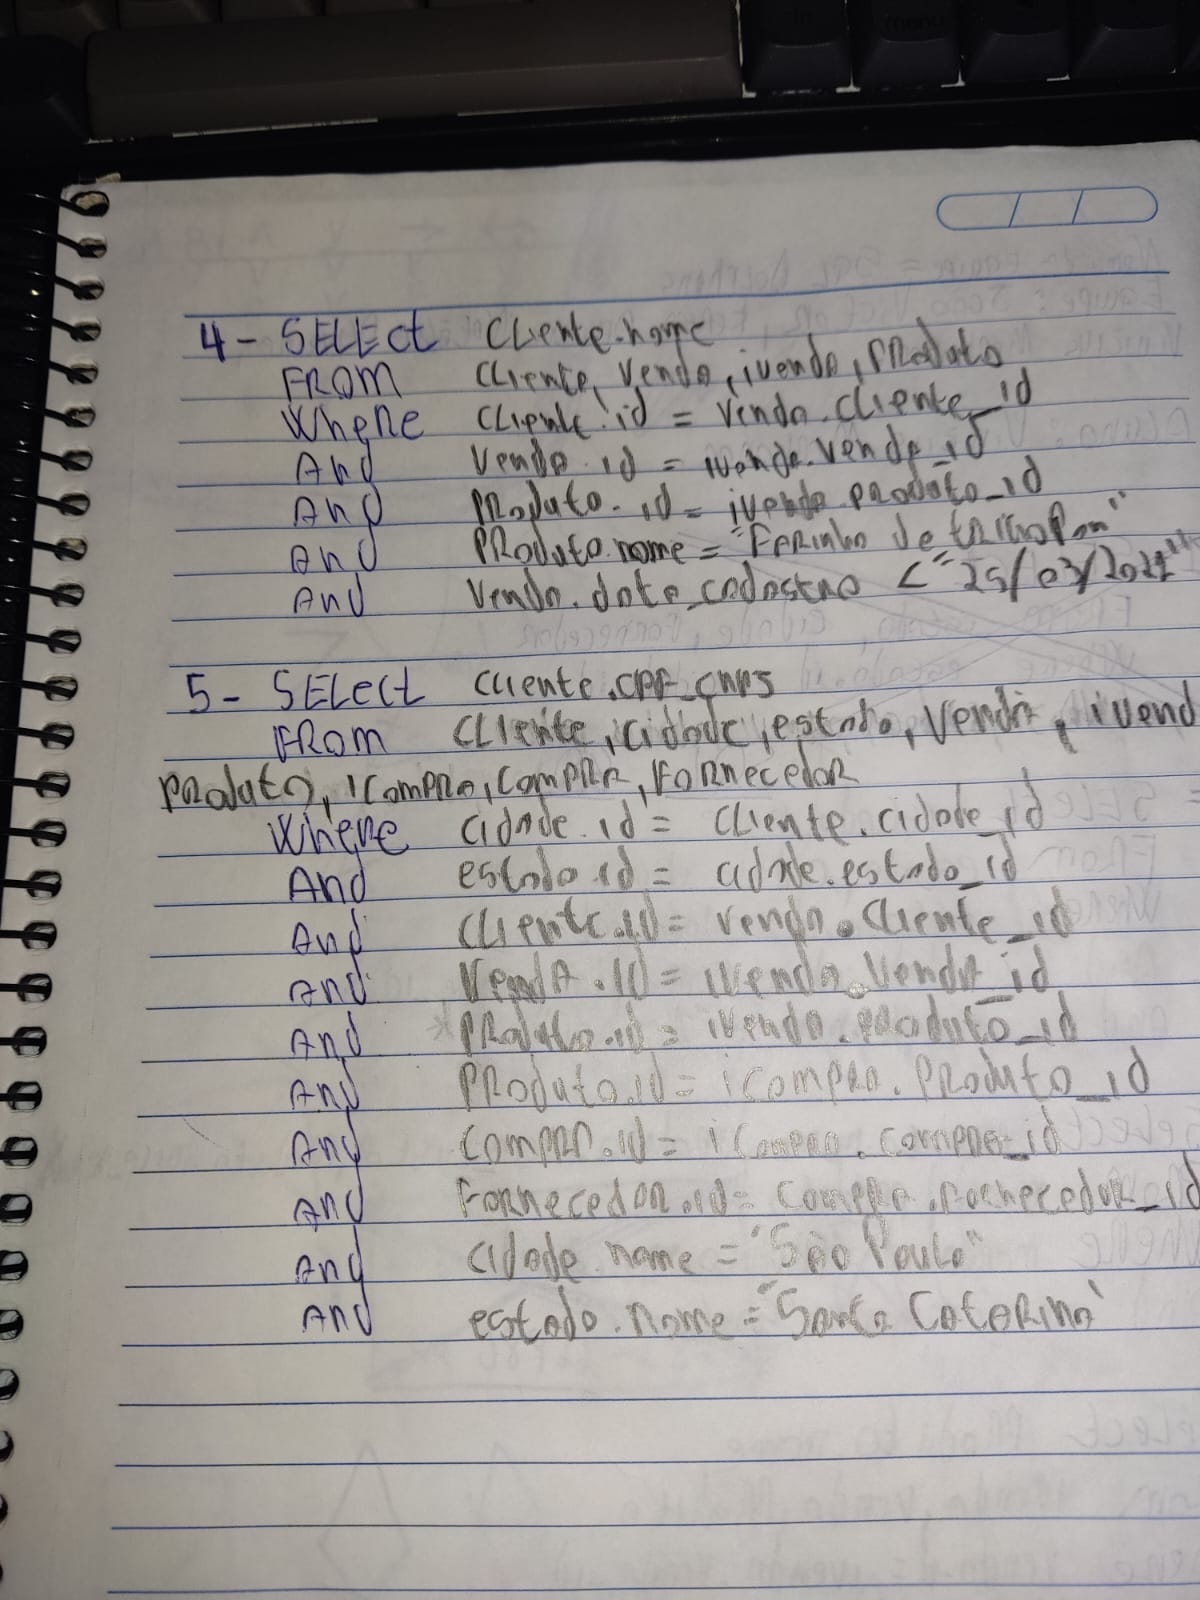 4- SELECT Cliente.nome
FROM Cliente, Venda, ivenda, Produto
Where Cliente.id = Venda.cliente_id
And Venda.id = ivenda.venda_id
And Produto.id = ivenda.produto_id
And Produto.nome = "Farinha de trigo
And Venda.data_cadastro < "25/03/2021"
5- SELECT Cliente.CPF_CNPJ
FROM Cliente, cidade, estado, Venda, ivend
Produto, icompra, compra, Fornecedor
Where cidade.id = Cliente.cidade_id
And estado.id = cidade.estado_id
And Cliente.id = venda.Cliente_id
And Venda.id = ivenda.venda_id
And Produto.id = ivenda.produto_id
And Produto.id = icompra.Produto_id
And compra.id = icompra.compra_id
And Fornecedor.id = compra.Fornecedor_id
And cidade.nome = "São Paulo"
And estado.nome = "Santa Catarina"
menu